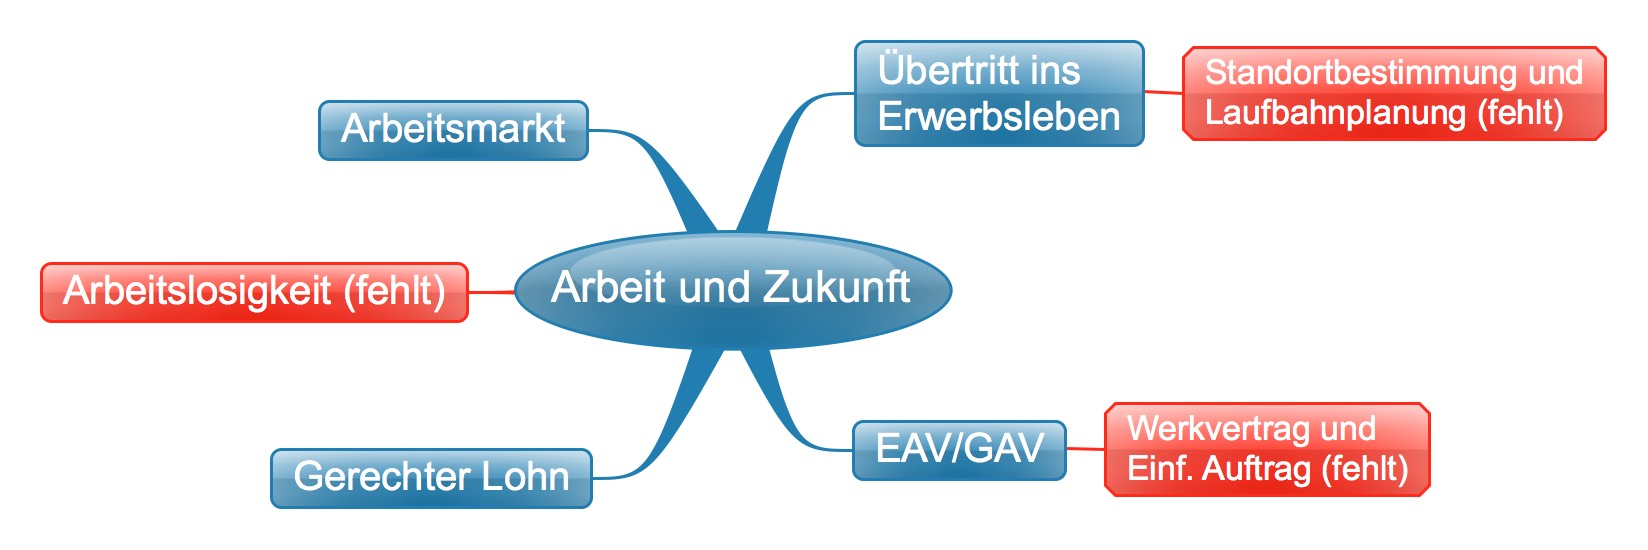 Übertritt ins
Erwerbsleben
Standortbestimmung und
Laufbahnplanung (fehlt)
Arbeitsmarkt
Arbeitslosigkeit (fehlt)
Arbeit und Zukunft
Gerechter Lohn
EAV/GAV
Werkvertrag und
Einf. Auftrag (fehlt)